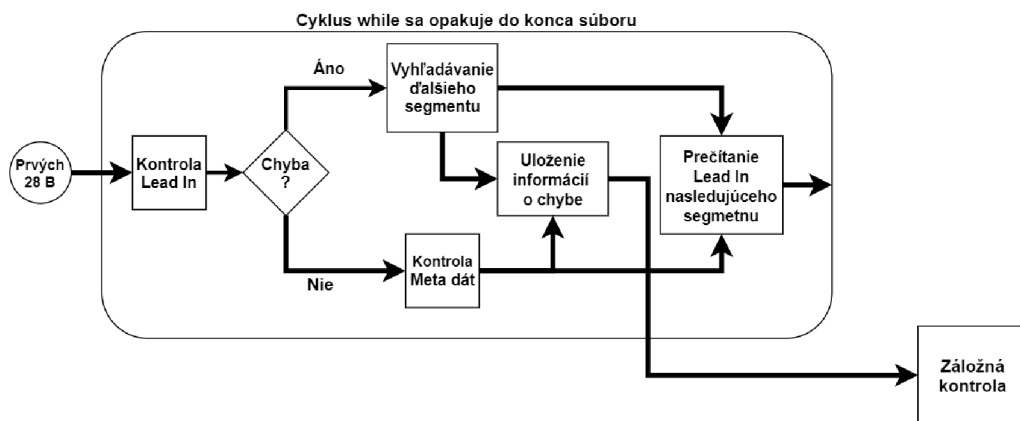 Cyklus while sa opakuje do konca súboru
Áno
Vyhľadávanie
ďalšieho
segmentu
Prvých
28 B
Kontrola
Lead In
Chyba
?
Uloženie
informácií
o chybe
Prečítanie
Lead In
nasledujúceho
segmetnu
Nie
Kontrola
Meta dát
Záložná
kontrola